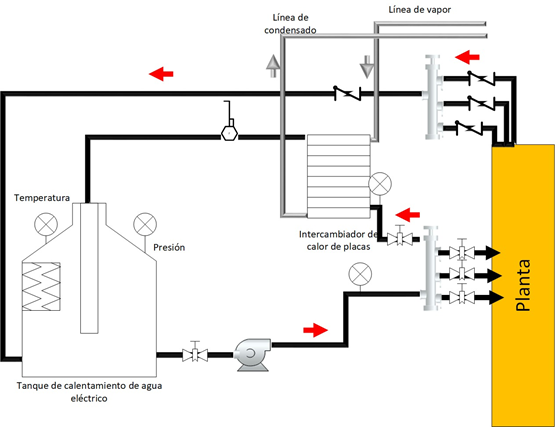 Línea de vapor
Línea de
condensado
Temperatura
Presión
Intercambiador de
calor de placas
Planta
Tanque de calentamiento de agua
eléctrico